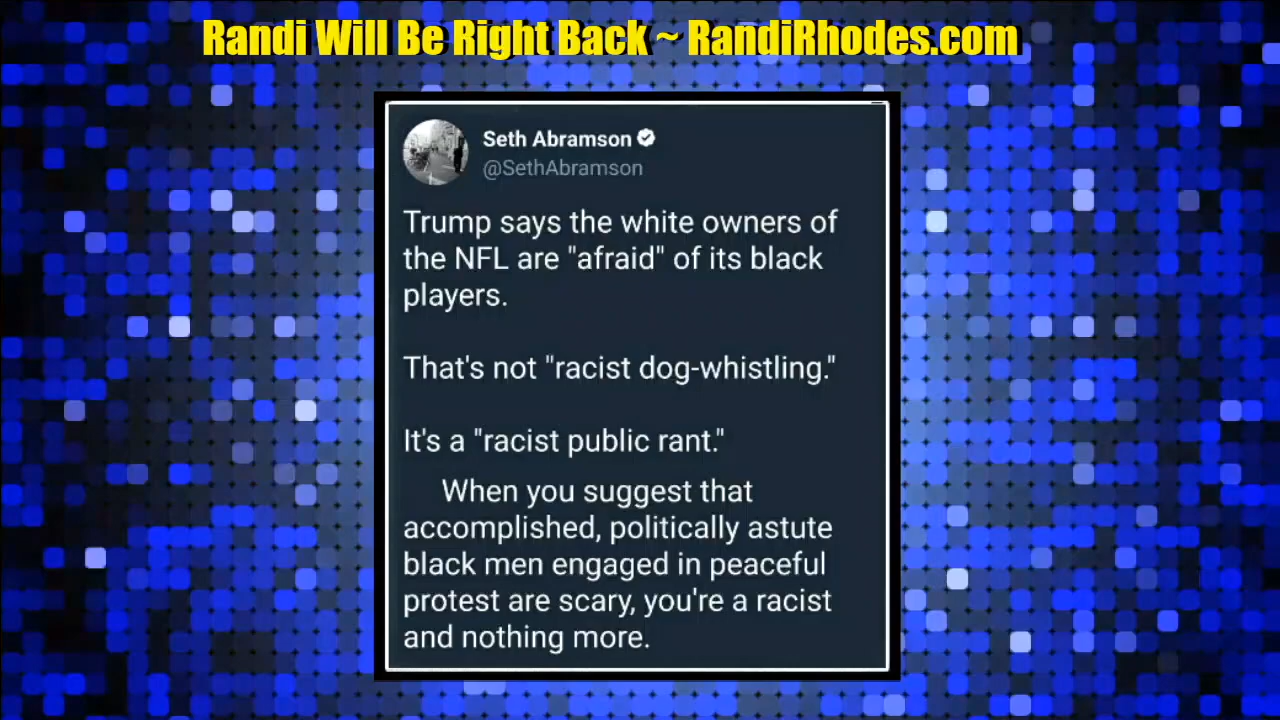 Randi Will Be Right Back ~ RandiRhodes.com
Seth Abramson
@SethAbramson
Trump says the white owners of
the NFL are "afraid" of its black
players.
That's not "racist dog-whistling."
It's a "racist public rant."
When you suggest that
accomplished, politically astute
black men engaged in peaceful
protest are scary, you're a racist
and nothing more.